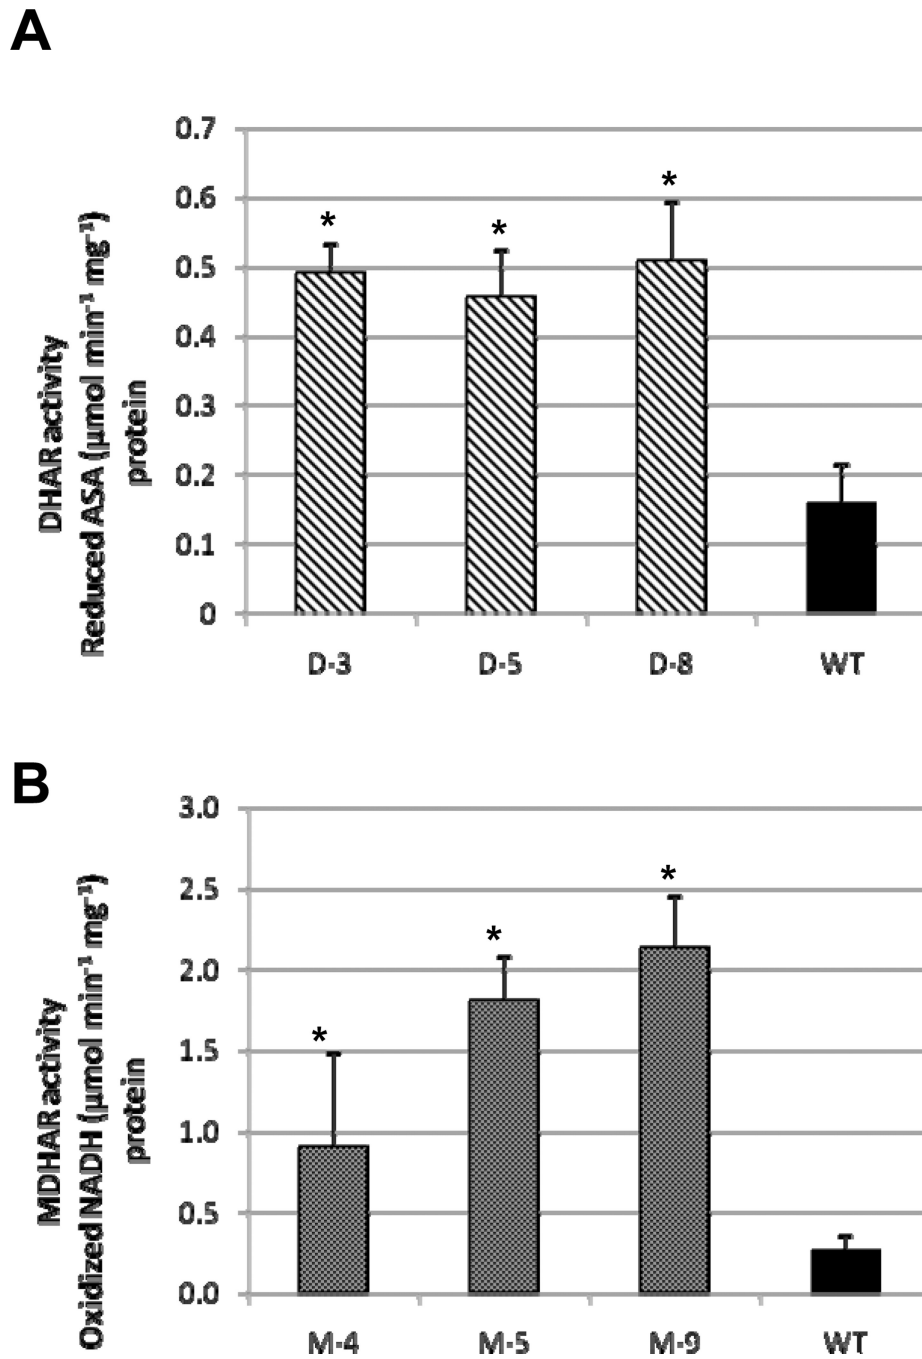 A
0.7
0.6
0.5
0.4
0.3
0.2
0.1
0
DHAR activity
Reduced ASA (µmol min⁻¹ mg⁻¹)
protein
*
*
*
D-3 D-5 D-8 WT
B
3.0
2.5
2.0
1.5
1.0
0.5
0.0
MDHAR activity
Oxidized NADH (µmol min⁻¹ mg⁻¹)
protein
*
*
*
M-4 M-5 M-9 WT